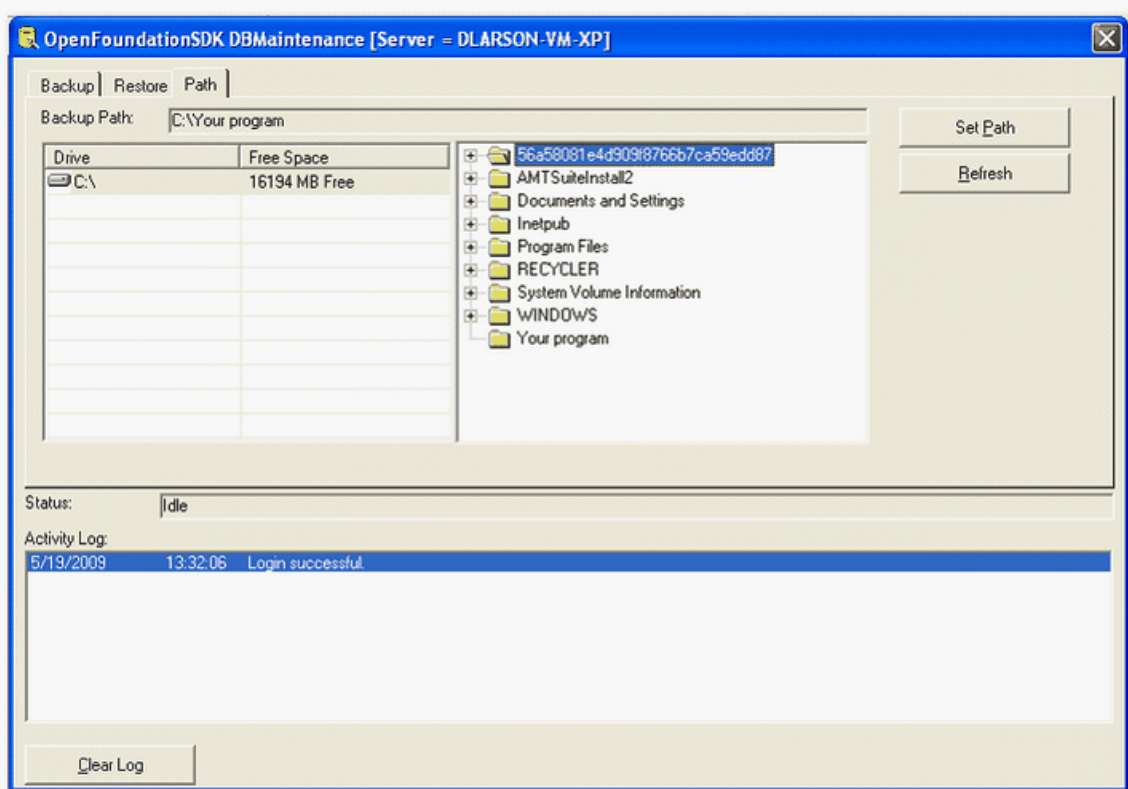 OpenFoundationSDK DBMaintenance [Server = DLARSON-VM-XP]
Backup Restore Path
Backup Path: C:\Your program
Set Path
Refresh
Drive Free Space
C:\ 16194 MB Free
56a58081e4d909f8766b7ca59edd87
AMTSuiteInstall2
Documents and Settings
Inetpub
Program Files
RECYCLER
System Volume Information
WINDOWS
Your program
Status: Idle
Activity Log:
5/19/2009 13:32:06 Login successful.
Clear Log